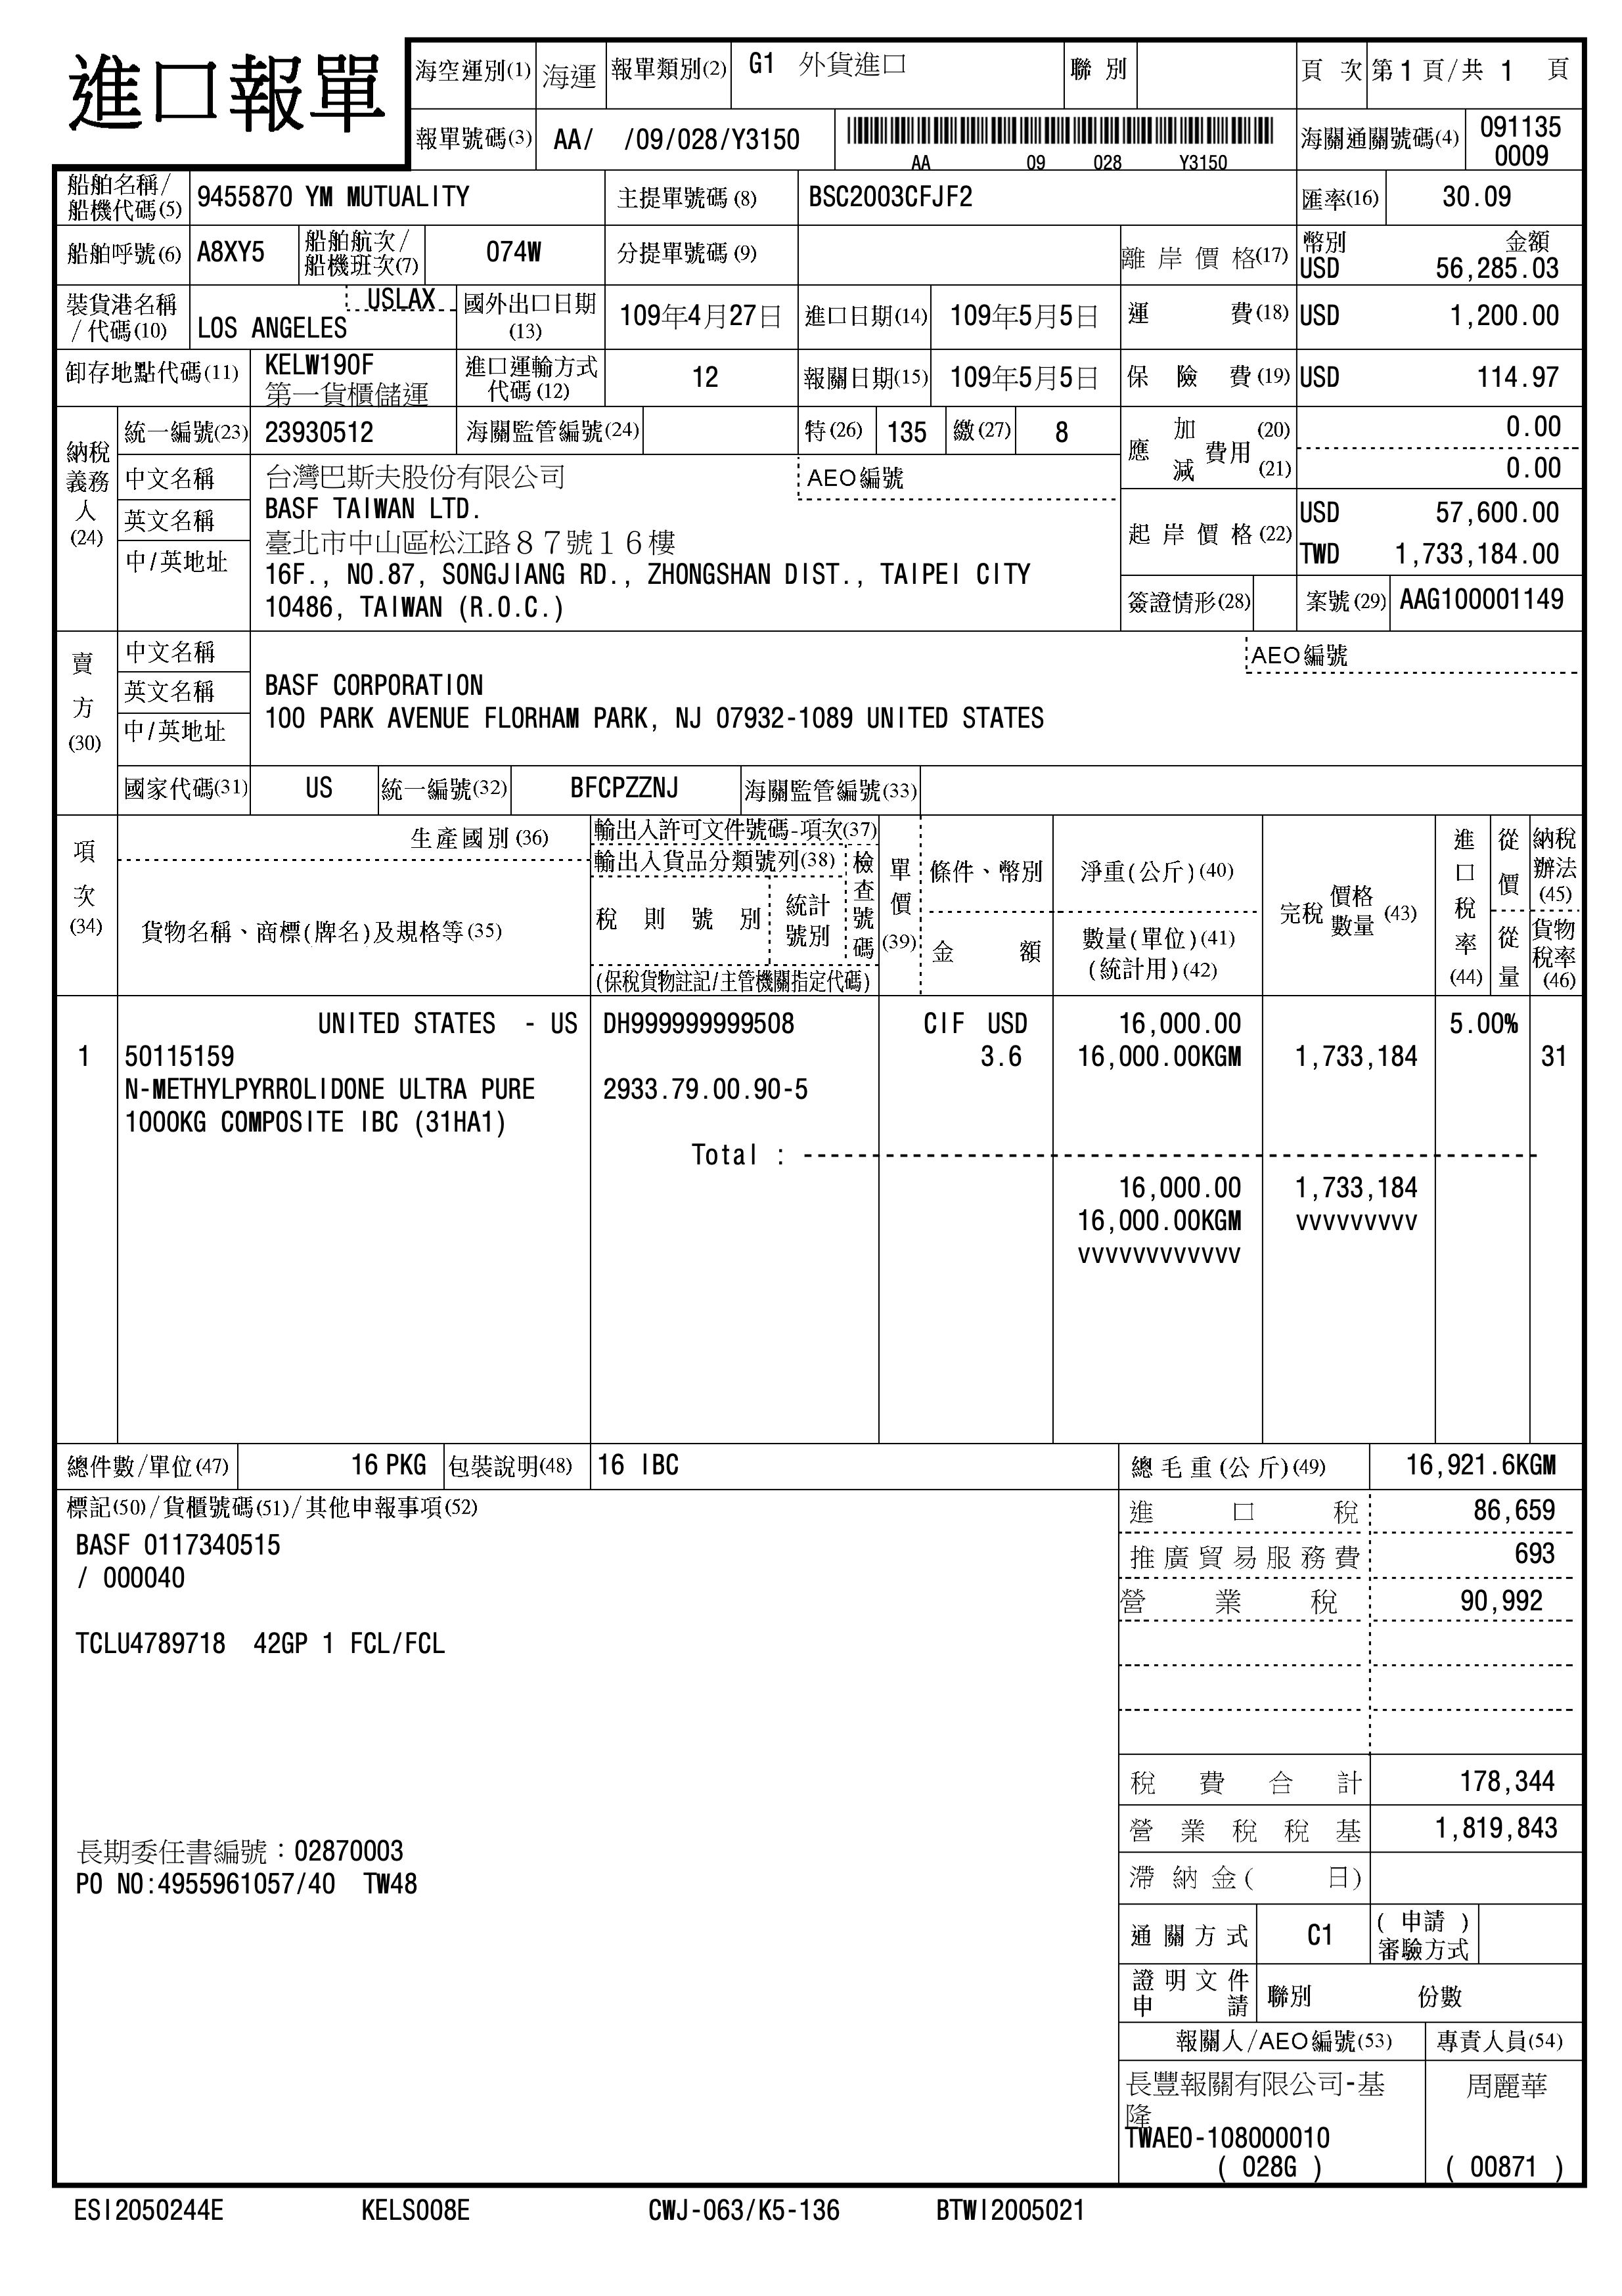 進口報單
海空運別(1) 海運 報單類別(2) G1 外貨進口 聯 別 頁 次 第 1 頁/共 1 頁
報單號碼(3) AA/ /09/028/Y3150 AA 09 028 Y3150 海關通關號碼(4) 091135 0009
船舶名稱/船機代碼(5) 9455870 YM MUTUALITY 主提單號碼(8) BSC2003CFJF2 匯率(16) 30.09
船舶呼號(6) A8XY5 船舶航次/船機班次(7) 074W 分提單號碼(9) 離岸價格(17) 幣別 金額
USD 56,285.03
裝貨港名稱/代碼(10) USLAX LOS ANGELES 國外出口日期(13) 109年4月27日 進口日期(14) 109年5月5日 運費(18) USD 1,200.00
卸存地點代碼(11) KELW190F 第一貨櫃儲運 進口運輸方式代碼(12) 12 報關日期(15) 109年5月5日 保險費(19) USD 114.97
納稅義務人(24) 統一編號(23) 23930512 海關監管編號(24) 特(26) 135 繳(27) 8 應加減費用 (20) 0.00
(21) 0.00
中文名稱 台灣巴斯夫股份有限公司 AEO編號
英文名稱 BASF TAIWAN LTD. 起岸價格(22) USD 57,600.00
中/英地址 臺北市中山區松江路87號16樓 TWD 1,733,184.00
16F., NO.87, SONGJIANG RD., ZHONGSHAN DIST., TAIPEI CITY
10486, TAIWAN (R.O.C.) 簽證情形(28) 案號(29) AAG100001149
賣方(30) 中文名稱 AEO編號
英文名稱 BASF CORPORATION
中/英地址 100 PARK AVENUE FLORHAM PARK, NJ 07932-1089 UNITED STATES
國家代碼(31) US 統一編號(32) BFCPZZNJ 海關監管編號(33)
項次(34) 生產國別(36) 輸出入許可文件號碼-項次(37) 單價(39) 條件、幣別 淨重(公斤)(40) 完稅價格數量(43) 進口稅率(44) 從價 納稅辦法(45)
貨物名稱、商標(牌名)及規格等(35) 輸出入貨品分類號列(38) 檢查號碼
稅則號別 統計號別 金額 數量(單位)(41) 從量 貨物稅率(46)
(保稅貨物註記/主管機關指定代碼) (統計用)(42)
UNITED STATES - US DH999999999508 CIF USD 16,000.00 5.00%
1 50115159 3.6 16,000.00KGM 1,733,184 31
N-METHYLPYRROLIDONE ULTRA PURE 2933.79.00.90-5
1000KG COMPOSITE IBC (31HA1)
Total : ------------------------------
16,000.00 1,733,184
16,000.00KGM VVVVVVVVV
VVVVVVVVVVVV
總件數/單位(47) 16 PKG 包裝說明(48) 16 IBC 總毛重(公斤)(49) 16,921.6KGM
標記(50)/貨櫃號碼(51)/其他申報事項(52)
BASF 0117340515
/ 000040
TCLU4789718 42GP 1 FCL/FCL
長期委任書編號：02870003
PO NO:4955961057/40 TW48
進口稅 86,659
推廣貿易服務費 693
營業稅 90,992
稅費合計 178,344
營業稅稅基 1,819,843
滯納金( 日)
通關方式 C1 (申請)審驗方式
證明文件申請 聯別 份數
報關人/AEO編號(53) 專責人員(54)
長豐報關有限公司-基隆 周麗華
TWAEO-108000010
( 028G ) ( 00871 )
ESI2050244E KELS008E CWJ-063/K5-136 BTWI2005021